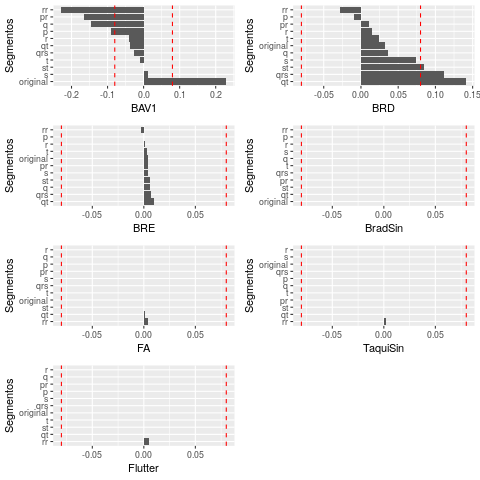 Segmentos
rr
pr
q
p
r
qt
qrs
t
st
s
original
-0.2
-0.1
0.0
0.1
0.2
BAV1
Segmentos
rr
p
pr
r
t
original
q
s
st
qrs
qt
-0.05
0.00
0.05
0.10
0.15
BRD
Segmentos
rr
p
r
t
original
pr
s
st
q
qrs
qt
-0.05
0.00
0.05
BRE
Segmentos
rr
p
r
s
q
t
qrs
pr
st
qt
original
-0.05
0.00
0.05
BradSin
Segmentos
r
q
p
pr
s
qrs
t
original
st
qt
rr
-0.05
0.00
0.05
FA
Segmentos
r
s
original
qrs
p
q
t
pr
st
qt
rr
-0.05
0.00
0.05
TaquiSin
Segmentos
r
q
pr
p
s
qrs
original
t
st
qt
rr
-0.05
0.00
0.05
Flutter